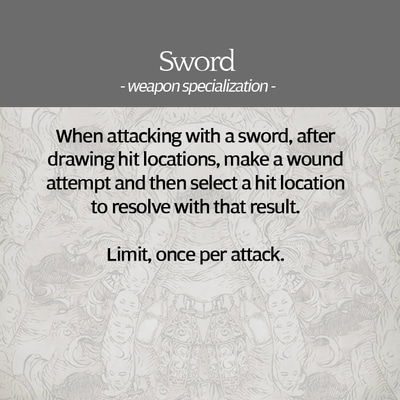 Sword
- weapon specialization -
When attacking with a sword, after
drawing hit locations, make a wound
attempt and then select a hit location
to resolve with that result.
Limit, once per attack.